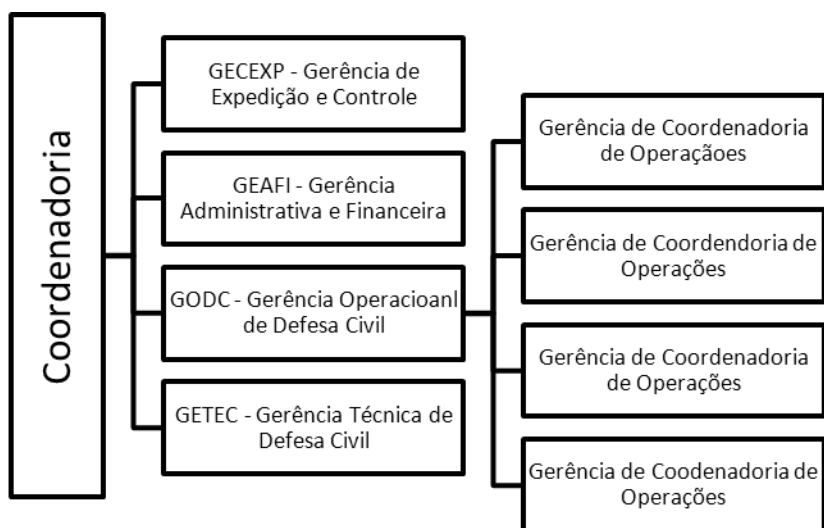 Coordenadoria
GECEXP - Gerência de
Expedição e Controle
GEAFI - Gerência
Administrativa e Financeira
GODC - Gerência Operacioanl
de Defesa Civil
GETEC - Gerência Técnica de
Defesa Civil
Gerência de Coordenadoria
de Operaçãoes
Gerência de Coordendoria de
Operações
Gerência de Coordenadoria
de Operações
Gerência de Coodenadoria de
Operações